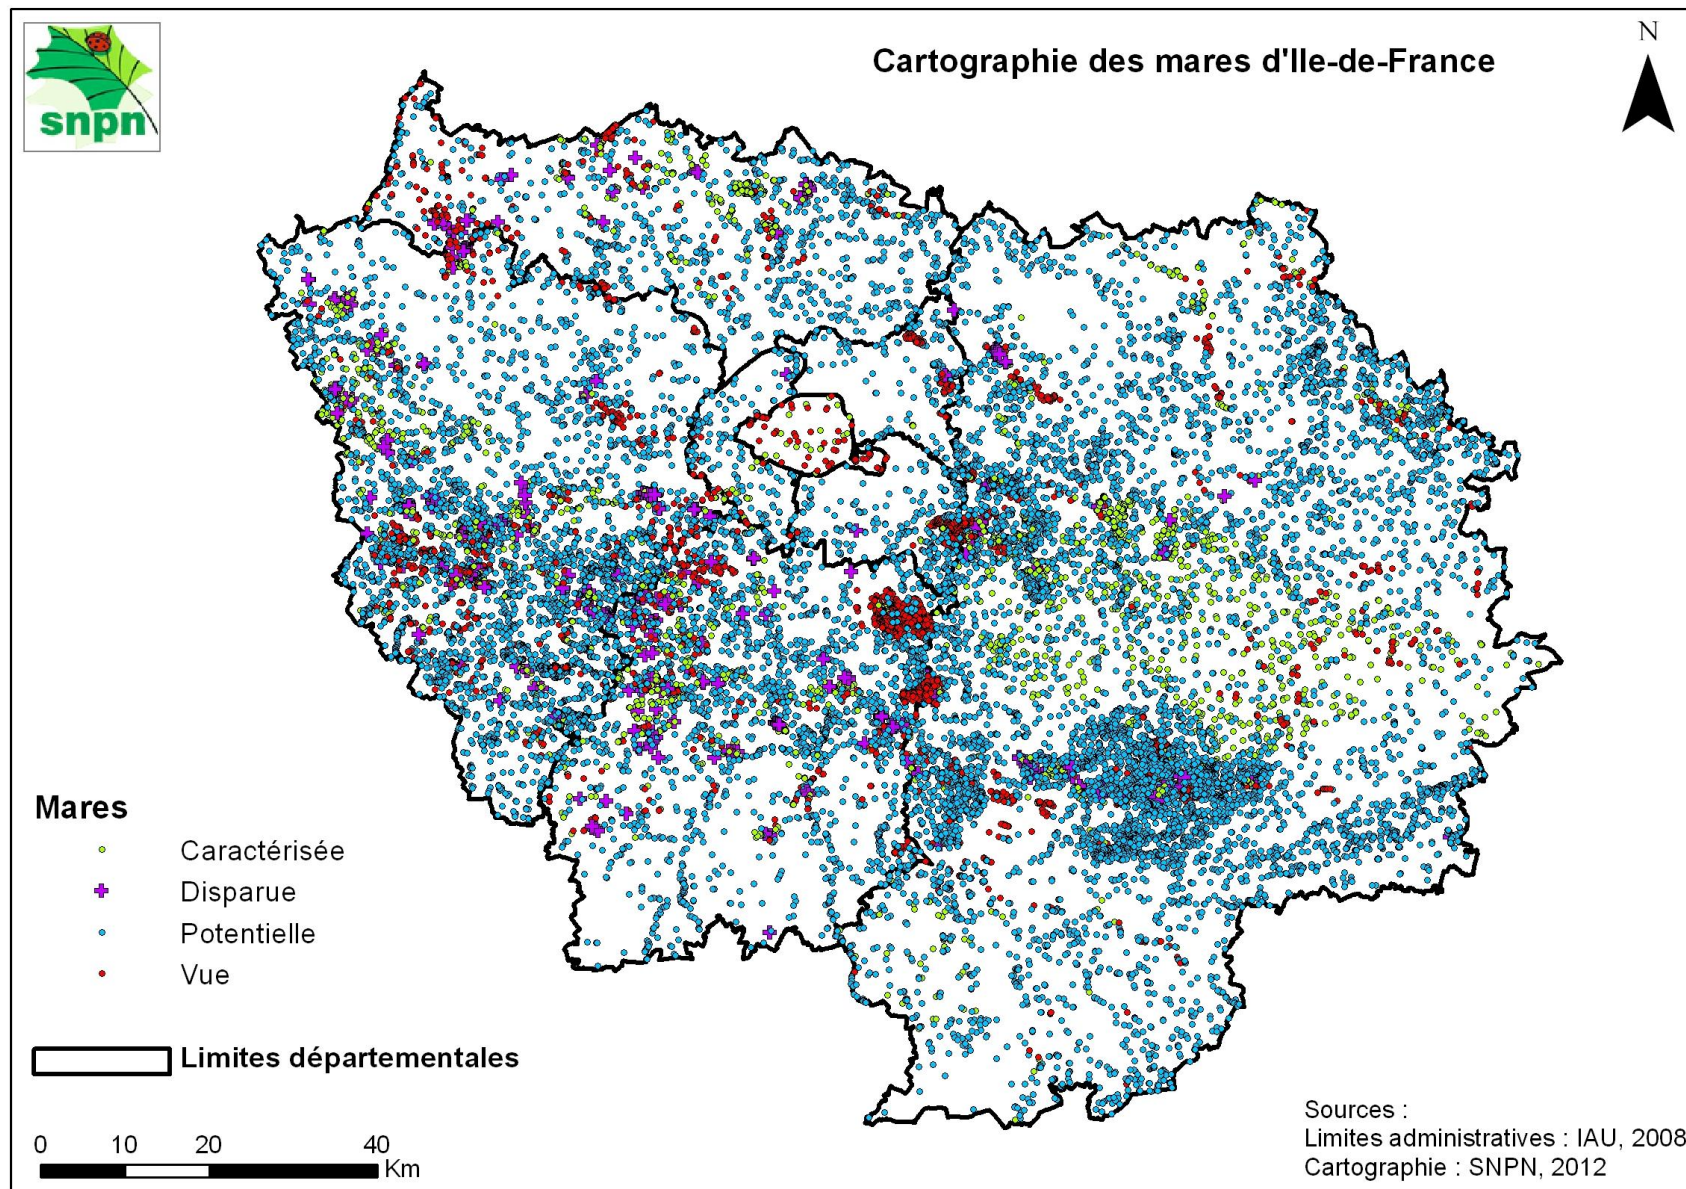 snpn
Cartographie des mares d'Ile-de-France
N
Mares
Caractérisée
Disparue
Potentielle
Vue
Limites départementales
0 10 20 40
Km
Sources :
Limites administratives : IAU, 2008
Cartographie : SNPN, 2012